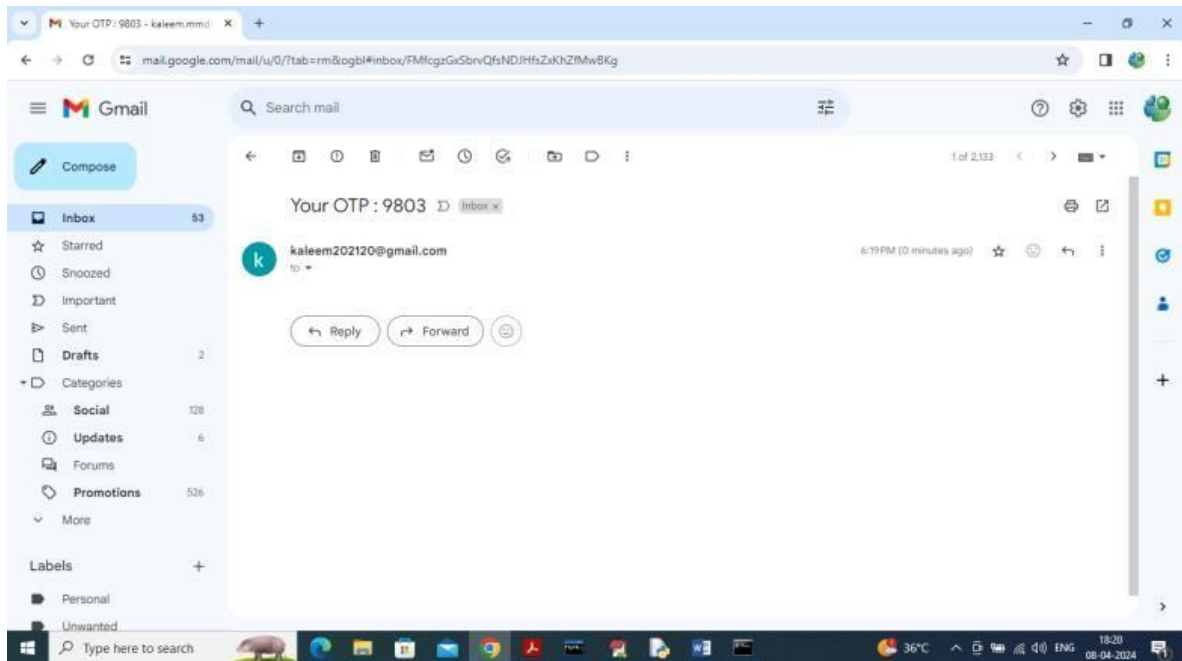 Your OTP : 9803 - kaleem.mmd
mail.google.com/mail/u/0/?tab=rm&ogbl#inbox/FMfcgzGxSbrvQfsNDJHfsZxKhZfMwBKg
Gmail
Search mail
Compose
1 of 2,133
Your OTP : 9803 Inbox x
Inbox 53
kaleem202120@gmail.com 6:19 PM (0 minutes ago)
to
Starred
Snoozed
Important
Reply Forward
Sent
Drafts 2
Categories
Social 128
Updates 6
Forums
Promotions 526
More
Labels
Personal
Unwanted
Type here to search
36°C
ENG
18:20
08-04-2024